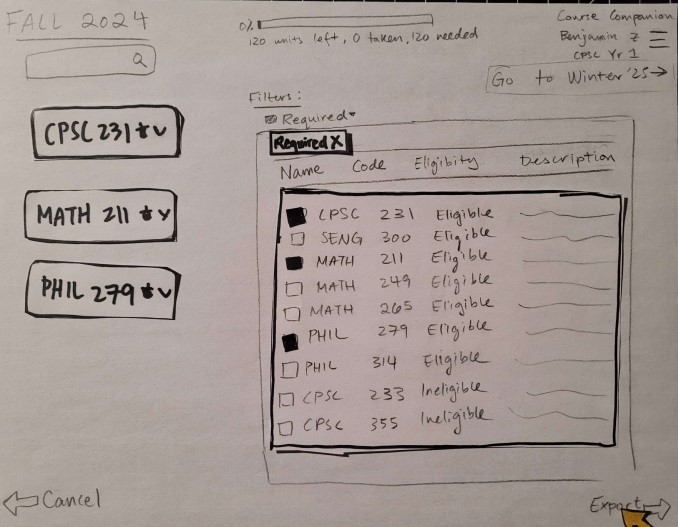 FALL 2024
0%
120 units left, 0 taken, 120 needed
Course Companion
Benjamin Z
CPSC Yr 1
Go to Winter '25→
Filters:
Required
Required X
Name Code Eligibity Description
CPSC 231 Eligible
SENG 300 Eligible
MATH 211 Eligible
MATH 249 Eligible
MATH 265 Eligible
PHIL 279 Eligible
PHIL 314 Eligible
CPSC 233 Ineligible
CPSC 355 Ineligible
CPSC 231 ★ v
MATH 211 ★ v
PHIL 279 ★ v
Cancel
Export